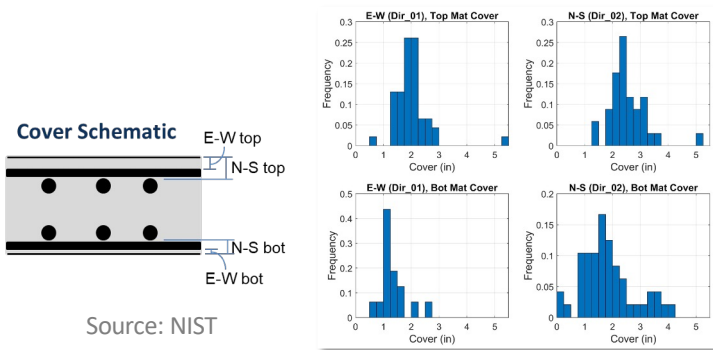 Cover Schematic
E-W top
N-S top
N-S bot
E-W bot
Source: NIST
E-W (Dir_01), Top Mat Cover
0.3
0.25
0.2
0.15
0.1
0.05
0
Frequency
0 1 2 3 4 5
Cover (in)
N-S (Dir_02), Top Mat Cover
0.3
0.25
0.2
0.15
0.1
0.05
0
Frequency
0 1 2 3 4 5
Cover (in)
E-W (Dir_01), Bot Mat Cover
0.5
0.4
0.3
0.2
0.1
0
Frequency
0 1 2 3 4 5
Cover (in)
N-S (Dir_02), Bot Mat Cover
0.2
0.15
0.1
0.05
0
Frequency
0 1 2 3 4 5
Cover (in)